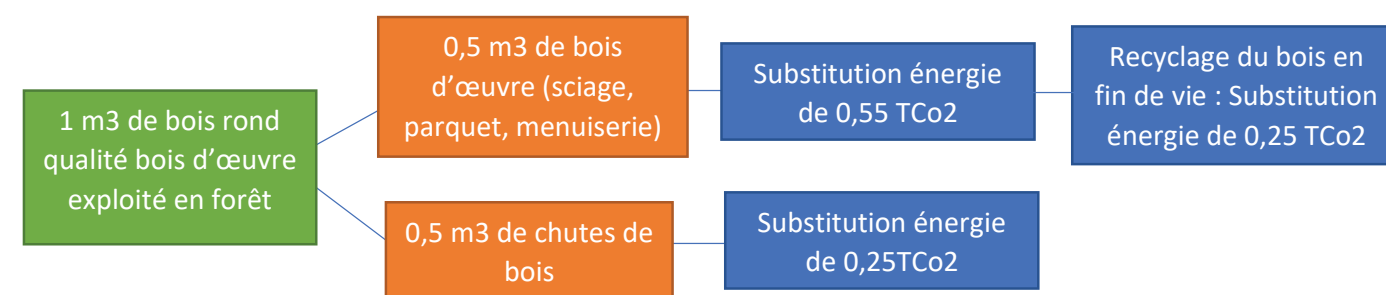 1 m3 de bois rond
qualité bois d’œuvre
exploité en forêt
0,5 m3 de bois
d’œuvre (sciage,
parquet, menuiserie)
Substitution énergie
de 0,55 TCo2
Recyclage du bois en
fin de vie : Substitution
énergie de 0,25 TCo2
0,5 m3 de chutes de
bois
Substitution énergie
de 0,25TCo2